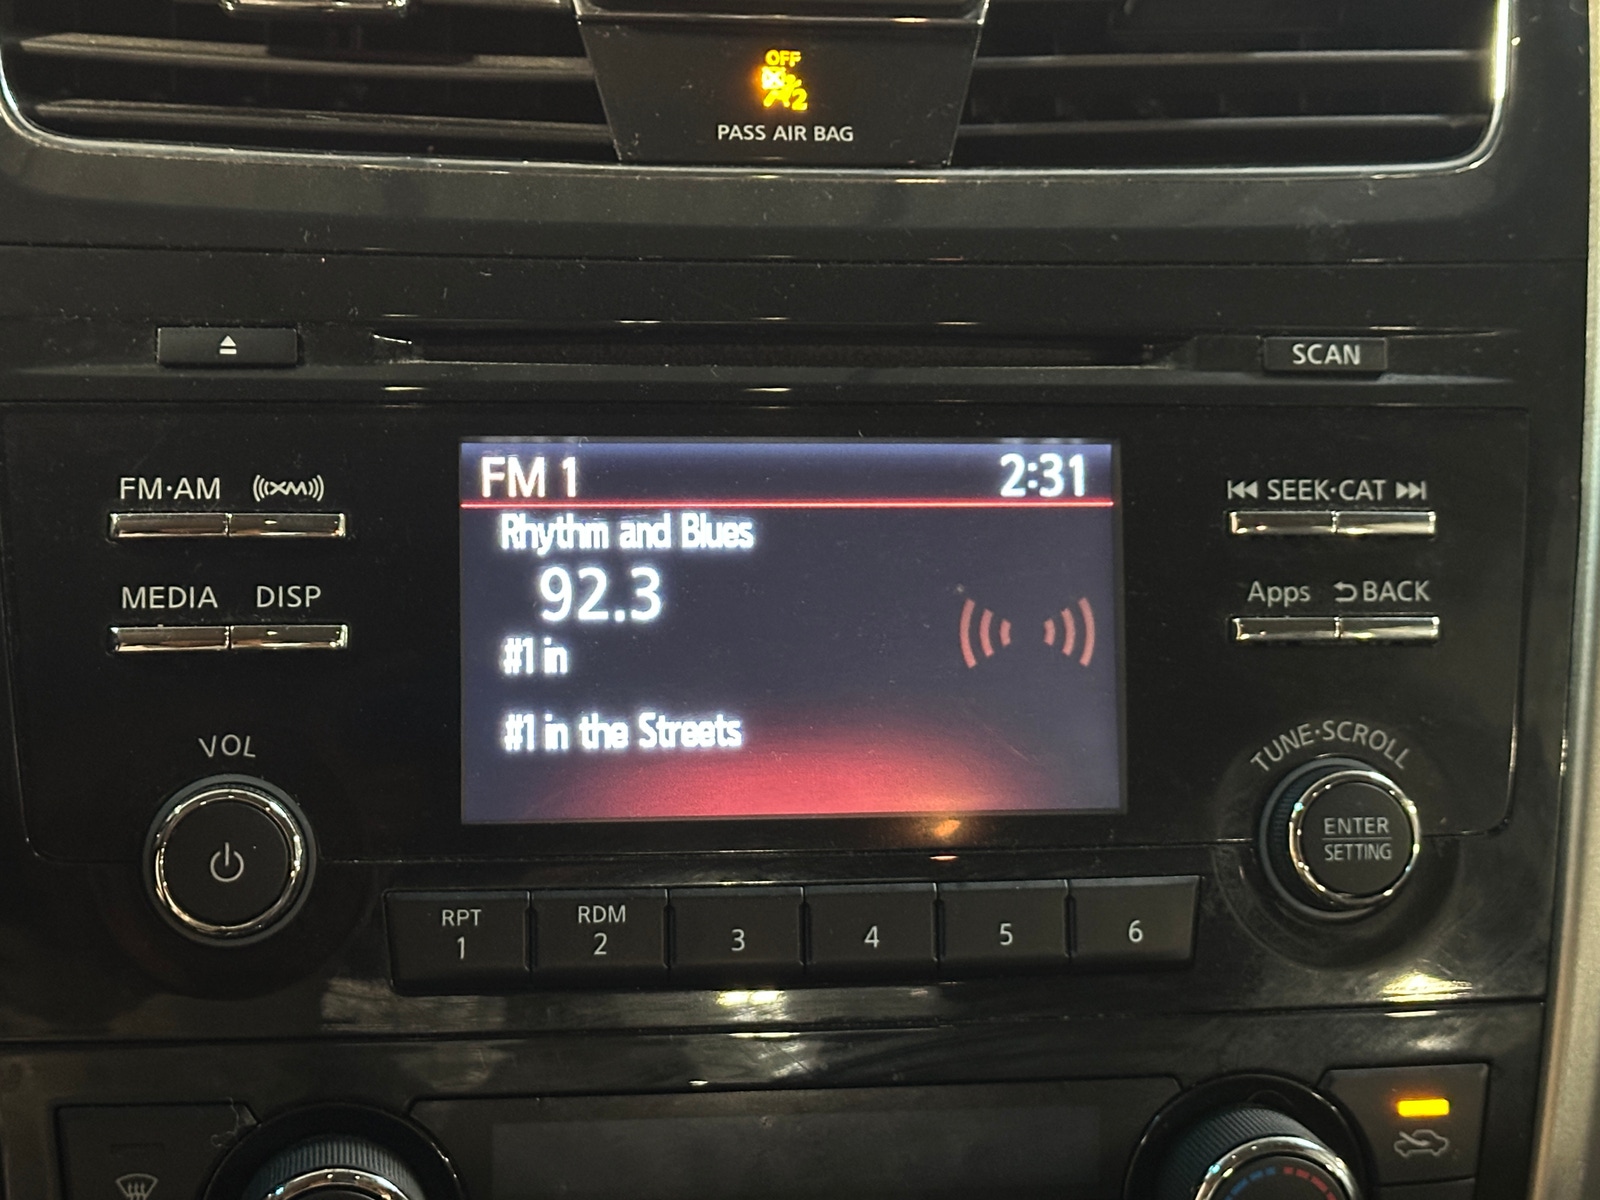 OFF
2
PASS AIR BAG
SCAN
FM·AM
((XM))
SEEK·CAT
MEDIA
DISP
Apps
BACK
FM 1
2:31
Rhythm and Blues
92.3
#1 in
#1 in the Streets
VOL
TUNE·SCROLL
ENTER
SETTING
RPT
1
RDM
2
3
4
5
6